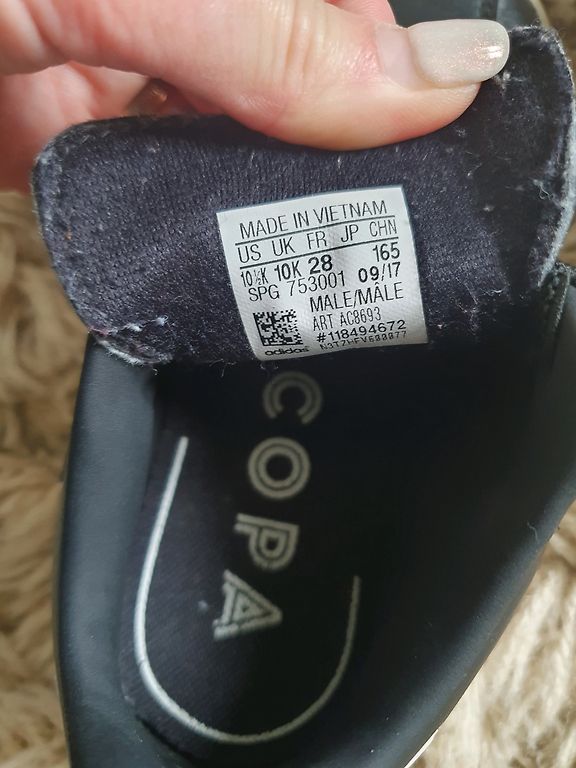 MADE IN VIETNAM
US UK FR JP CHN
10½K 10K 28 165
SPG 753001 09/17
MALE/MÂLE
ART AC8693
#118494672
adidas
COPA